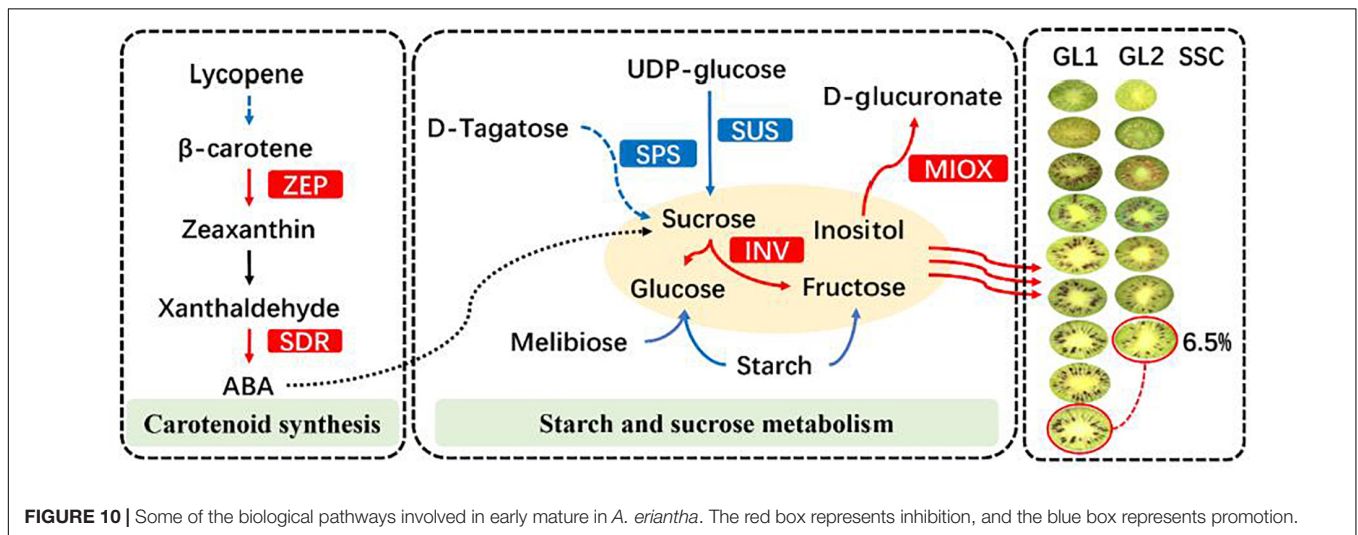 Lycopene
β-carotene
ZEP
Zeaxanthin
Xanthaldehyde
SDR
ABA
Carotenoid synthesis
UDP-glucose
D-Tagatose
SPS
SUS
D-glucuronate
MIOX
Sucrose
Inositol
INV
Glucose
Fructose
Melibiose
Starch
Starch and sucrose metabolism
GL1 GL2 SSC
6.5%
FIGURE 10 | Some of the biological pathways involved in early mature in A. eriantha. The red box represents inhibition, and the blue box represents promotion.